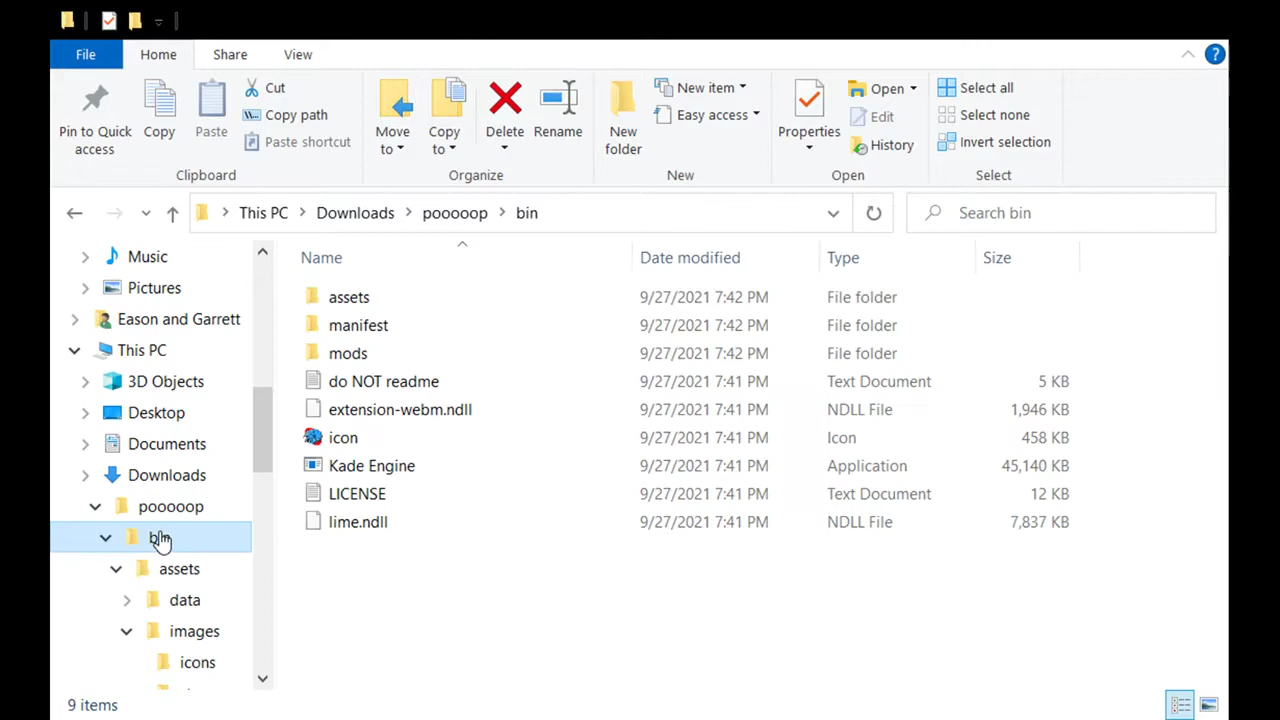 File Home Share View
Pin to Quick access
Copy
Paste
Cut
Copy path
Paste shortcut
Clipboard
Move to
Copy to
Delete
Rename
Organize
New folder
New item
Easy access
New
Properties
Open
Edit
History
Open
Select all
Select none
Invert selection
Select
This PC Downloads pooooop bin
Search bin
Music
Pictures
Eason and Garrett
This PC
3D Objects
Desktop
Documents
Downloads
pooooop
bin
assets
data
images
icons
Name Date modified Type Size
assets 9/27/2021 7:42 PM File folder
manifest 9/27/2021 7:42 PM File folder
mods 9/27/2021 7:42 PM File folder
do NOT readme 9/27/2021 7:41 PM Text Document 5 KB
extension-webm.ndll 9/27/2021 7:41 PM NDLL File 1,946 KB
icon 9/27/2021 7:41 PM Icon 458 KB
Kade Engine 9/27/2021 7:41 PM Application 45,140 KB
LICENSE 9/27/2021 7:41 PM Text Document 12 KB
lime.ndll 9/27/2021 7:41 PM NDLL File 7,837 KB
9 items